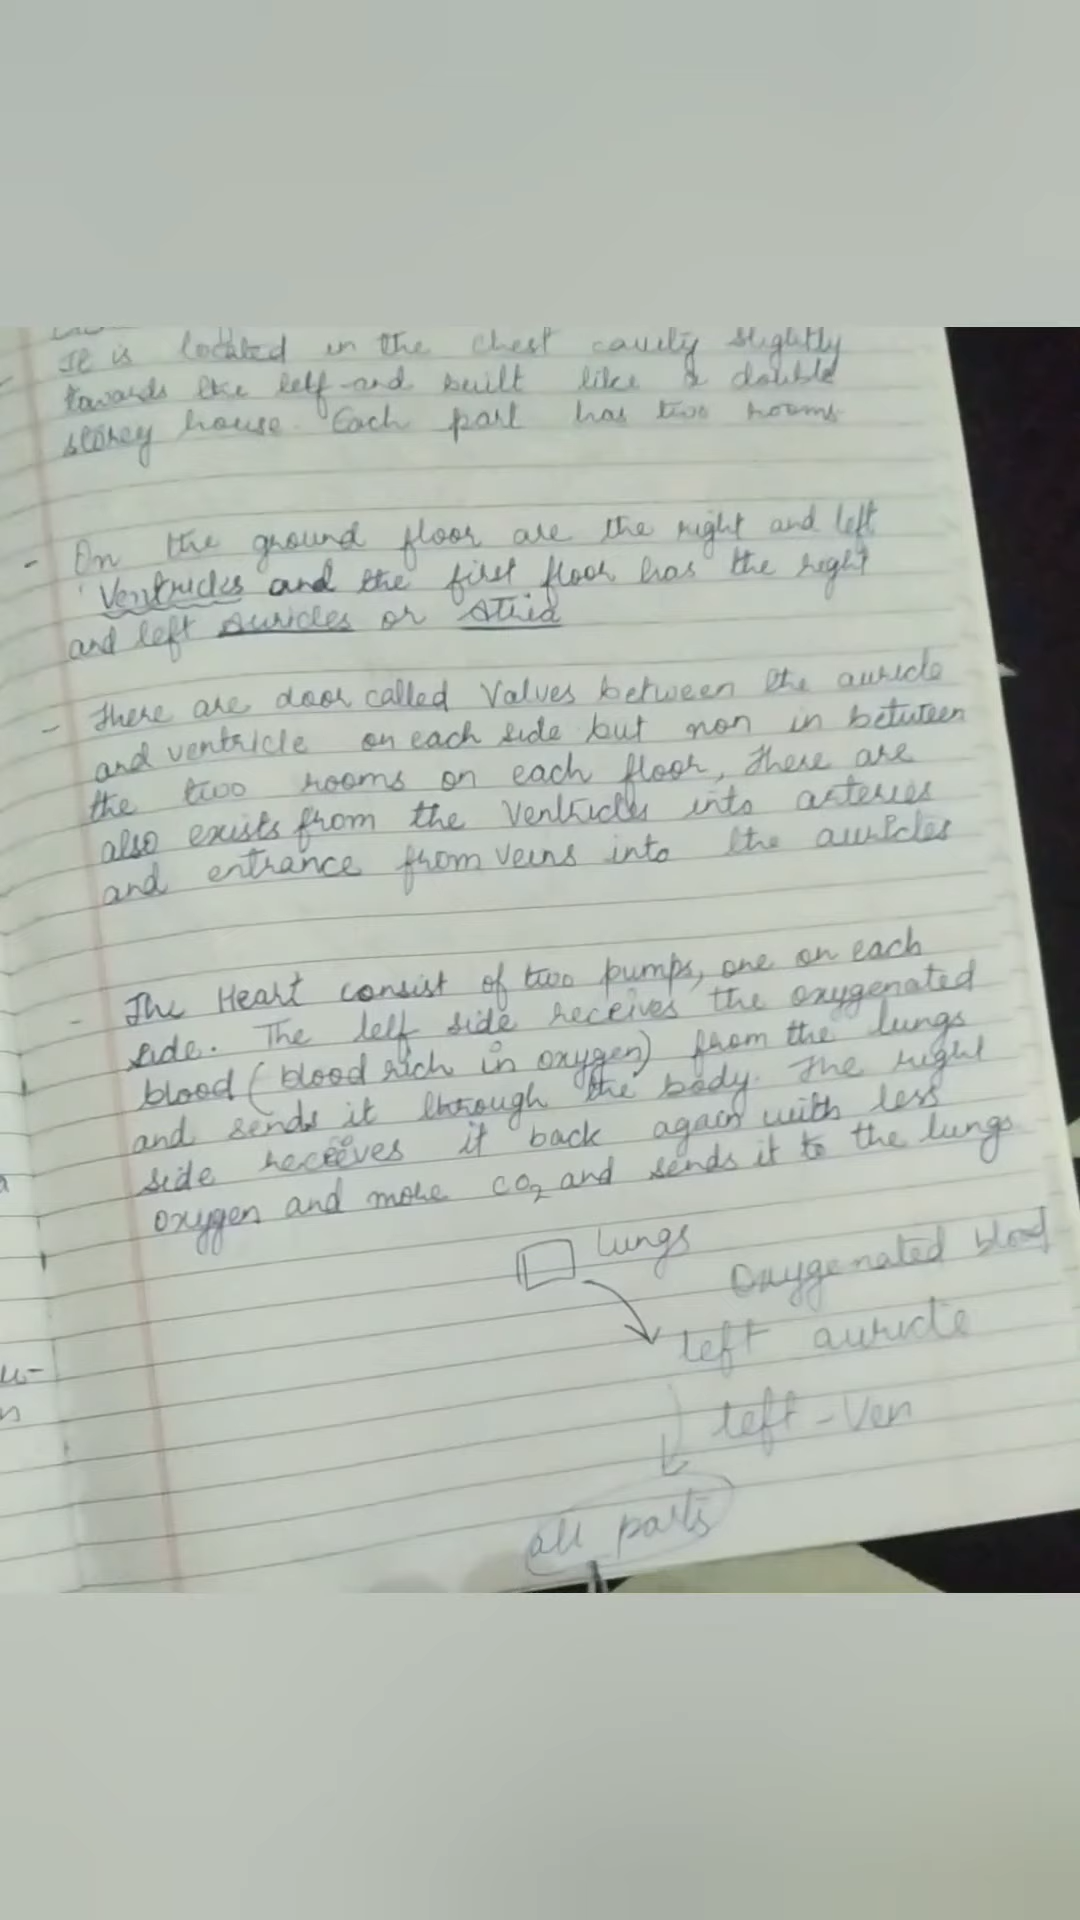 It is located in the chest cavity slightly
towards the left and built like a double
storey house. Each part has two rooms
- On the ground floor are the right and left
Ventricles and the first floor has the right
and left auricles or atria
- There are door called Valves between the auricle
and ventricle on each side but non in between
the two rooms on each floor, There are
also exists from the Ventricles into arteries
and entrance from veins into the auricles
- The Heart consist of two pumps, one on each
side. The left side receives the oxygenated
blood (blood rich in oxygen) from the lungs
and sends it through the body. The right
side receives it back again with less
oxygen and more CO2 and sends it to the lungs
lungs
Oxygenated blood
left auricle
left - Ven
all parts